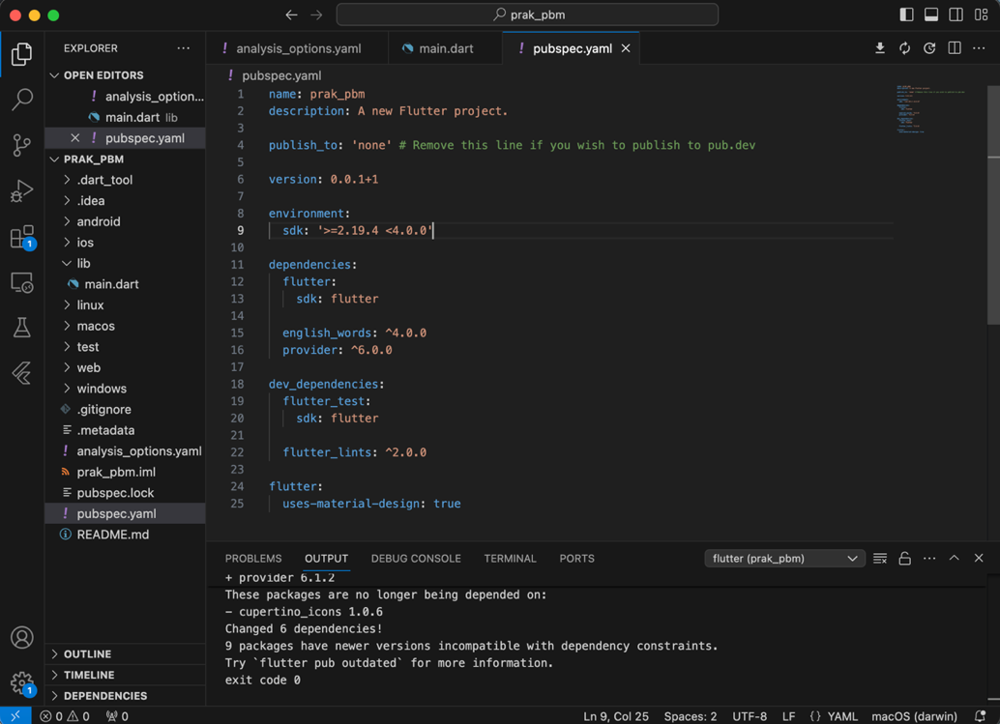 prak_pbm
EXPLORER
OPEN EDITORS
! analysis_option...
main.dart lib
! pubspec.yaml
PRAK_PBM
.dart_tool
.idea
android
ios
lib
main.dart
linux
macos
test
web
windows
.gitignore
.metadata
! analysis_options.yaml
prak_pbm.iml
pubspec.lock
! pubspec.yaml
README.md
OUTLINE
TIMELINE
DEPENDENCIES
1
1
! analysis_options.yaml
main.dart
! pubspec.yaml
! pubspec.yaml
1 name: prak_pbm
2 description: A new Flutter project.
3
4 publish_to: 'none' # Remove this line if you wish to publish to pub.dev
5
6 version: 0.0.1+1
7
8 environment:
9 sdk: '>=2.19.4 <4.0.0'
10
11 dependencies:
12 flutter:
13 sdk: flutter
14
15 english_words: ^4.0.0
16 provider: ^6.0.0
17
18 dev_dependencies:
19 flutter_test:
20 sdk: flutter
21
22 flutter_lints: ^2.0.0
23
24 flutter:
25 uses-material-design: true
PROBLEMS OUTPUT DEBUG CONSOLE TERMINAL PORTS flutter (prak_pbm)
+ provider 6.1.2
These packages are no longer being depended on:
- cupertino_icons 1.0.6
Changed 6 dependencies!
9 packages have newer versions incompatible with dependency constraints.
Try `flutter pub outdated` for more information.
exit code 0
0 0 0 Ln 9, Col 25 Spaces: 2 UTF-8 LF {} YAML macOS (darwin)